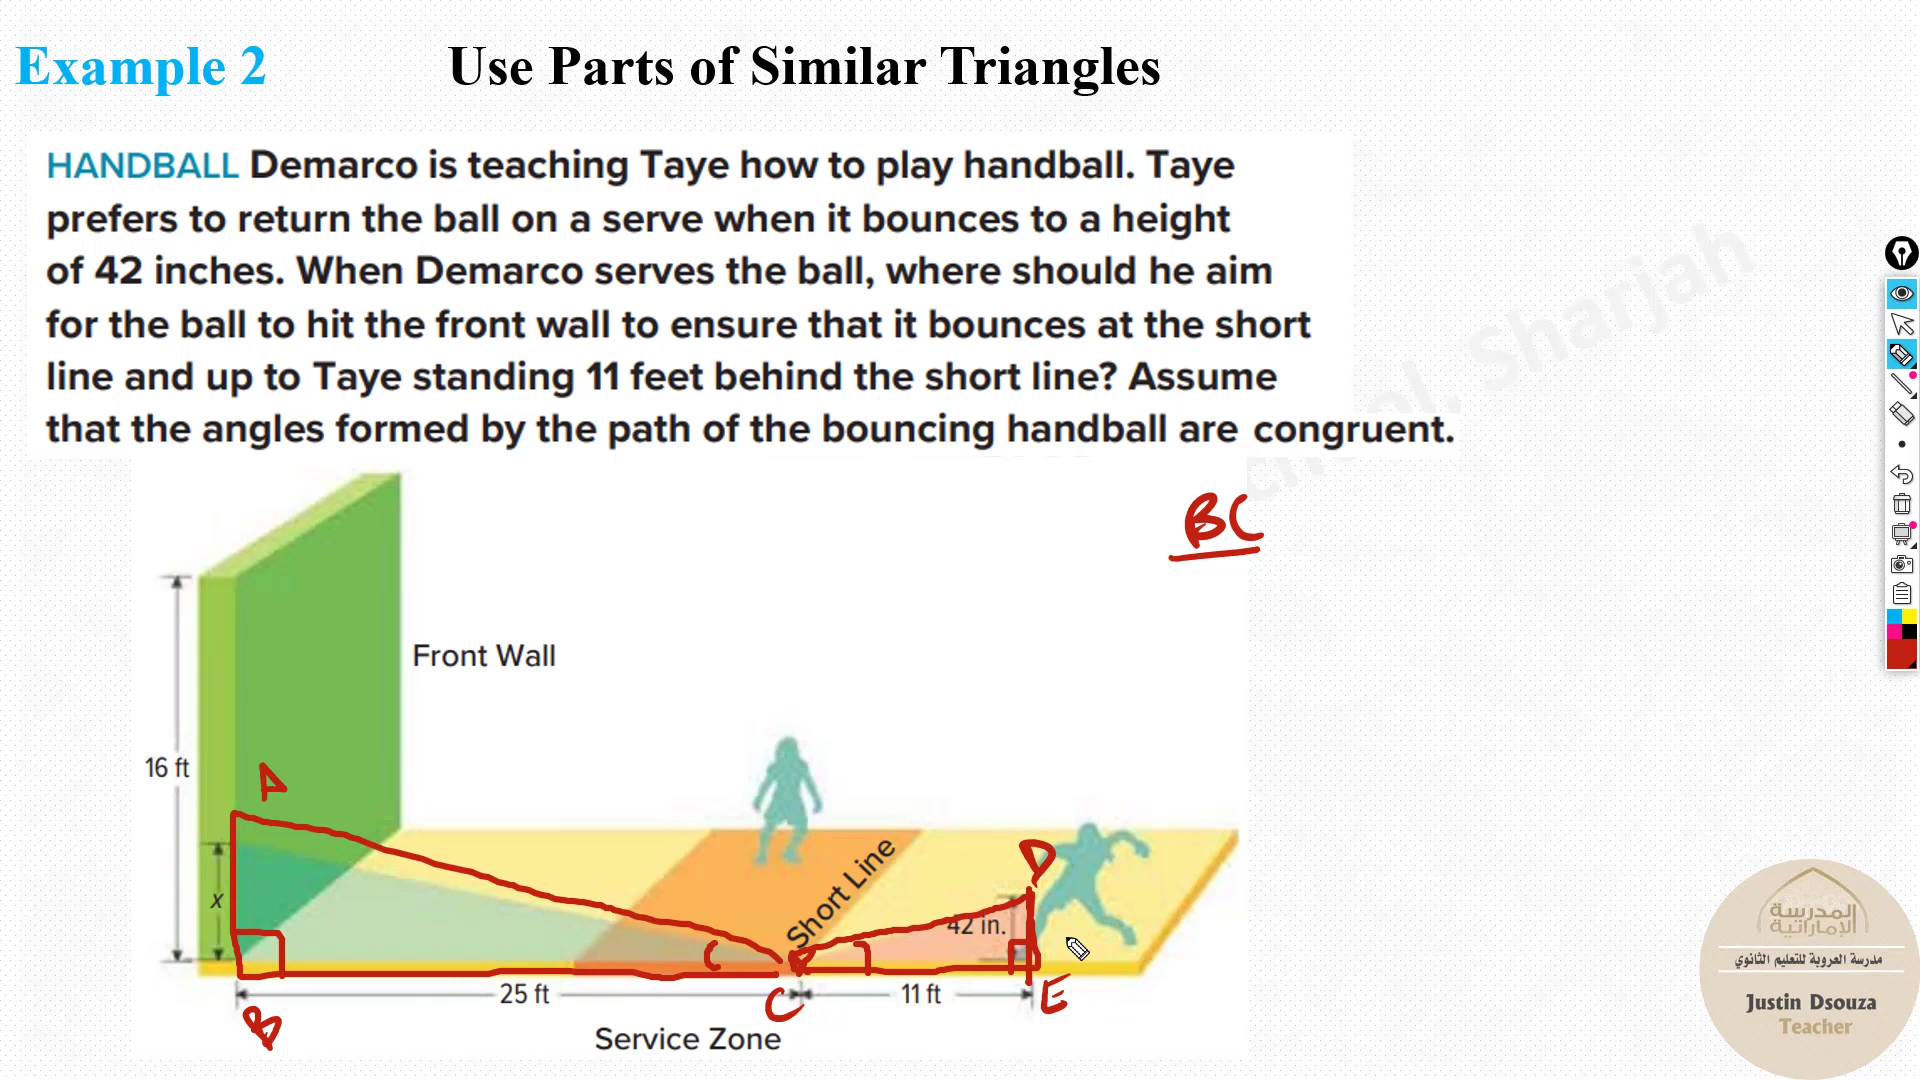 Example 2 Use Parts of Similar Triangles
HANDBALL Demarco is teaching Taye how to play handball. Taye
prefers to return the ball on a serve when it bounces to a height
of 42 inches. When Demarco serves the ball, where should he aim
for the ball to hit the front wall to ensure that it bounces at the short
line and up to Taye standing 11 feet behind the short line? Assume
that the angles formed by the path of the bouncing handball are congruent.
Sharjah
BC
Front Wall
16 ft
A
x
Short Line
D
42 in.
25 ft
C
11 ft
E
B
Service Zone
المدرسة
الإماراتية
مدرسة العروبة للتعليم الثانوي
Justin Dsouza
Teacher